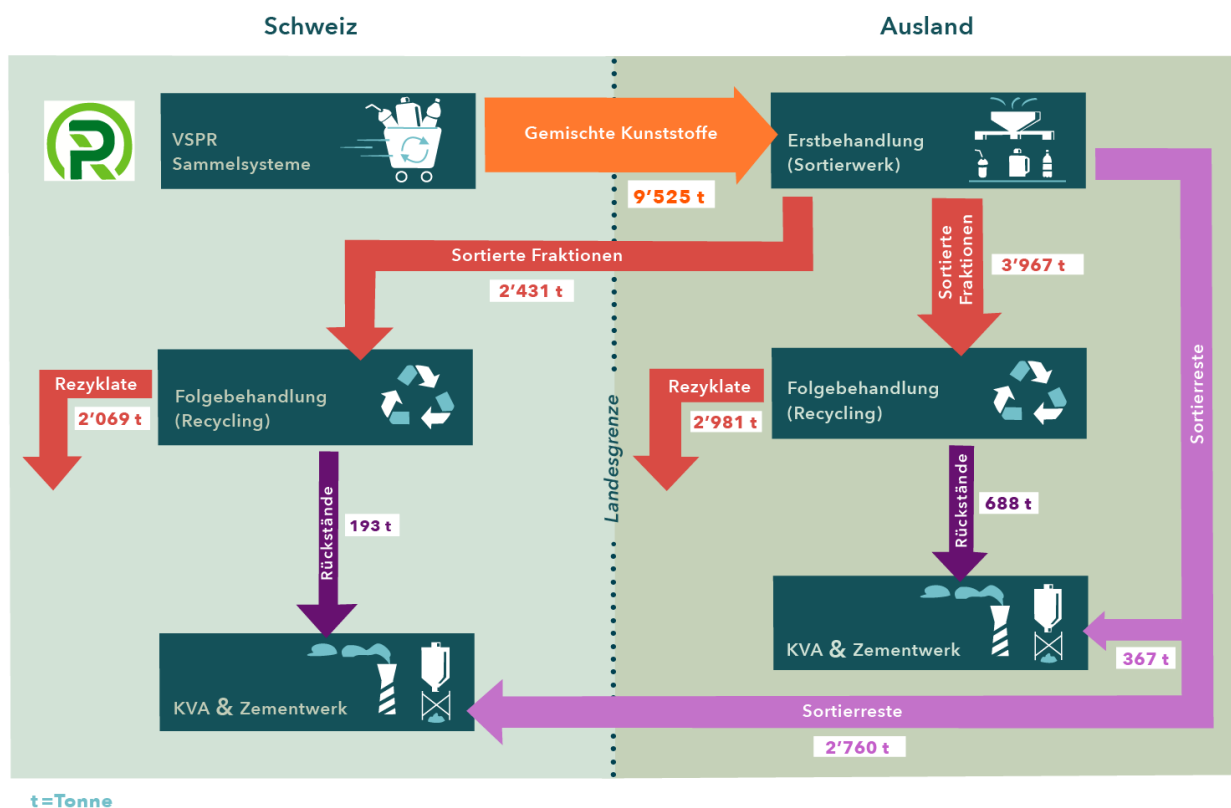 Schweiz
Ausland
VSPR
Sammelsysteme
Gemischte Kunststoffe
9’525 t
Erstbehandlung
(Sortierwerk)
Sortierte Fraktionen
2’431 t
Sortierte
Fraktionen
3’967 t
Rezyklate
2’069 t
Folgebehandlung
(Recycling)
Rezyklate
2’981 t
Folgebehandlung
(Recycling)
Sortierreste
Landesgrenze
Rückstände
193 t
Rückstände
688 t
KVA & Zementwerk
367 t
KVA & Zementwerk
Sortierreste
2’760 t
t=Tonne